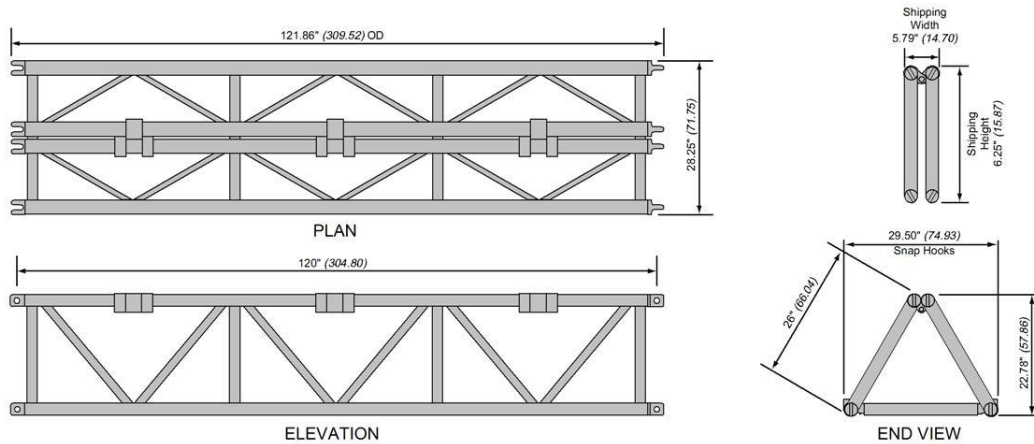 121.86" (309.52) OD
28.25" (71.75)
PLAN
Shipping
Width
5.79" (14.70)
Shipping
Height
6.25" (15.87)
120" (304.80)
ELEVATION
29.50" (74.93)
Snap Hooks
26" (66.04)
22.78" (57.86)
END VIEW